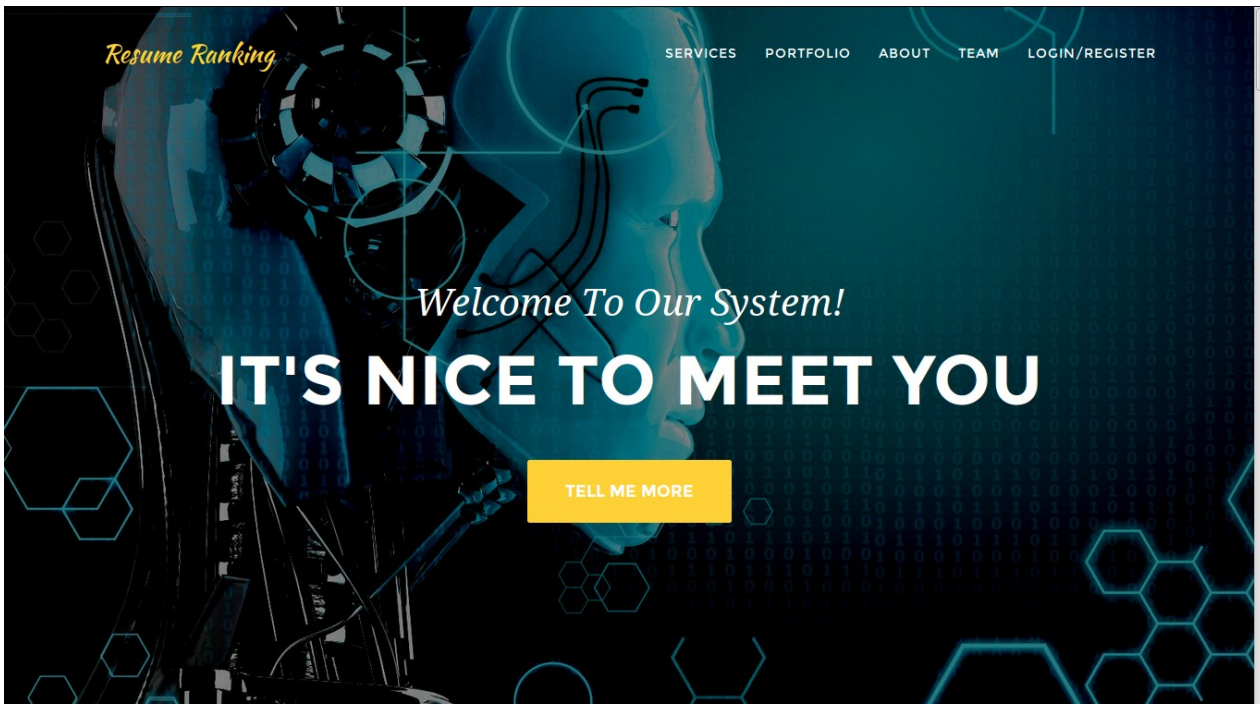 Resume Ranking
SERVICES PORTFOLIO ABOUT TEAM LOGIN/REGISTER
Welcome To Our System!
IT'S NICE TO MEET YOU
TELL ME MORE